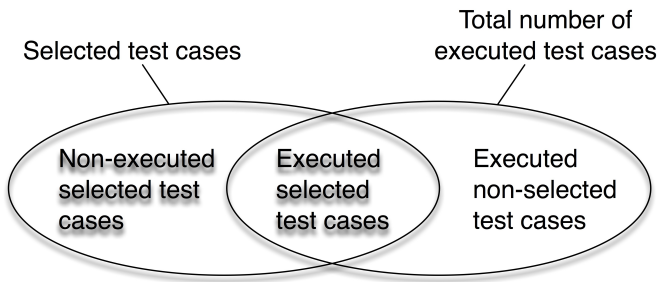 Total number of
Selected test cases
executed test cases
Non-executed
selected test
cases
Executed
selected
test cases
Executed
non-selected
test cases